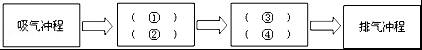 吸气冲程
( ① )
( ② )
( ③ )
( ④ )
排气冲程